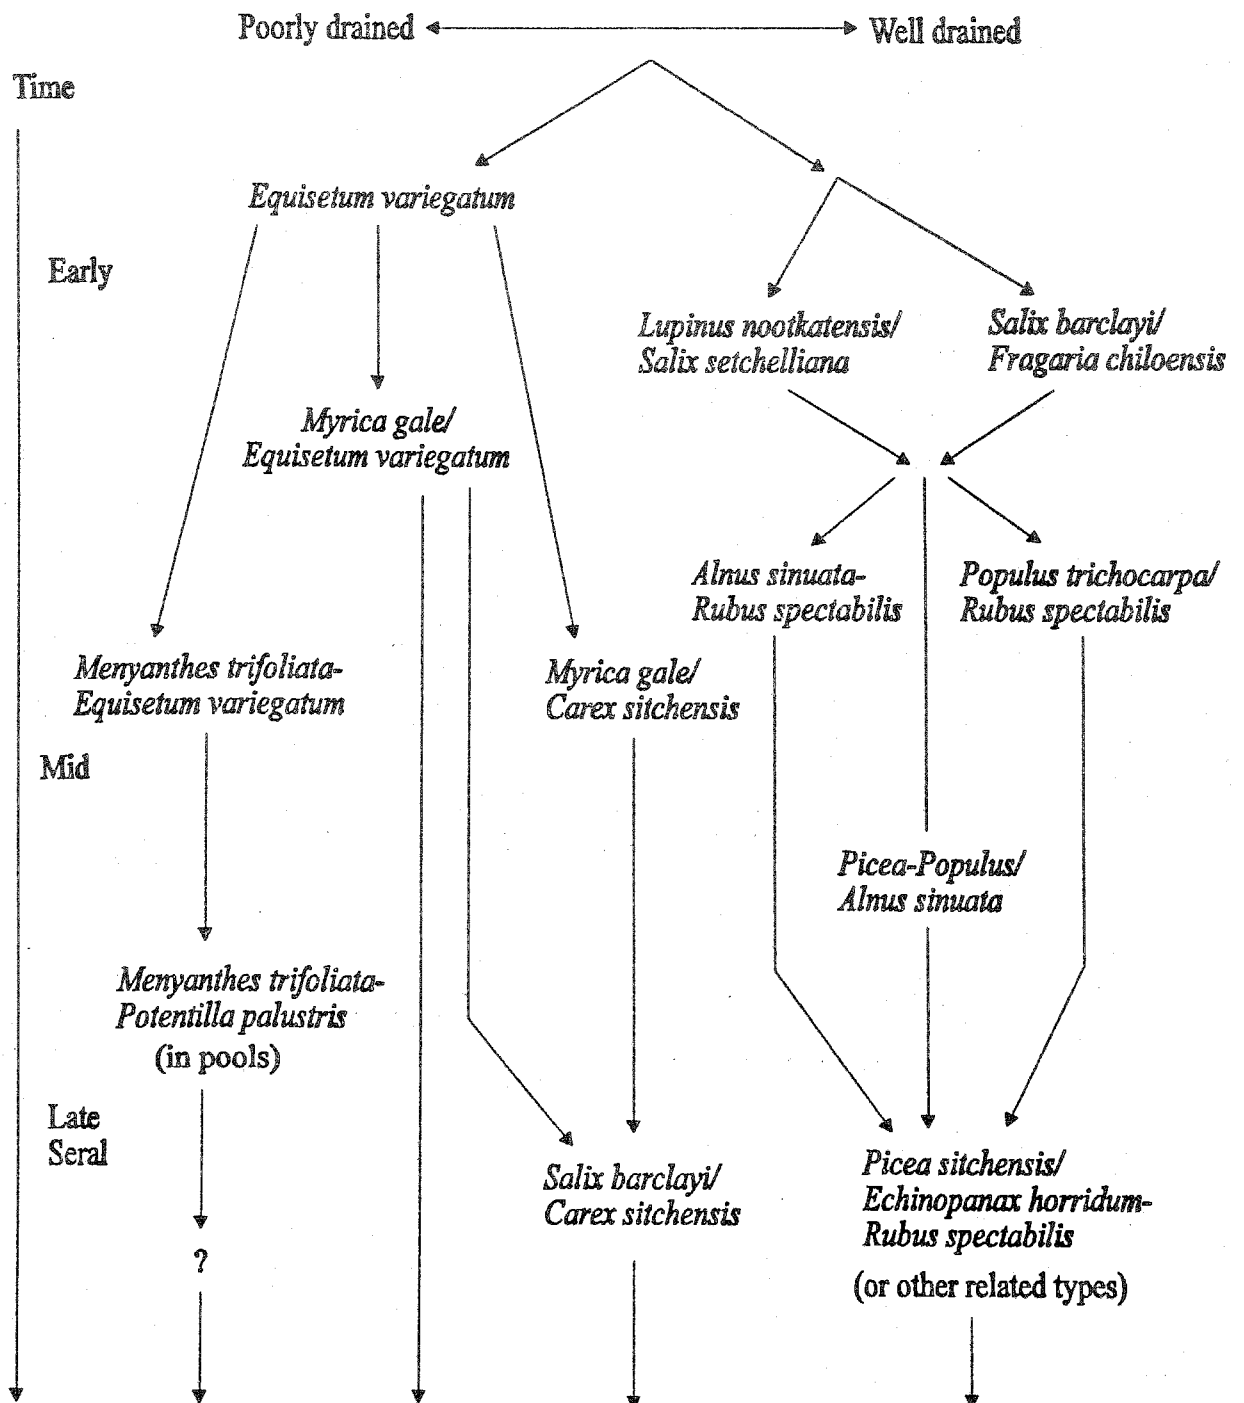 Poorly drained
Well drained
Time
Equisetum variegatum
Early
Lupinus nootkatensis/
Salix setchelliana
Salix barclayi/
Fragaria chiloensis
Myrica gale/
Equisetum variegatum
Alnus sinuata-
Rubus spectabilis
Populus trichocarpa/
Rubus spectabilis
Menyanthes trifoliata-
Equisetum variegatum
Myrica gale/
Carex sitchensis
Mid
Picea-Populus/
Alnus sinuata
Menyanthes trifoliata-
Potentilla palustris
(in pools)
Late
Seral
Salix barclayi/
Carex sitchensis
Picea sitchensis/
Echinopanax horridum-
Rubus spectabilis
(or other related types)
?